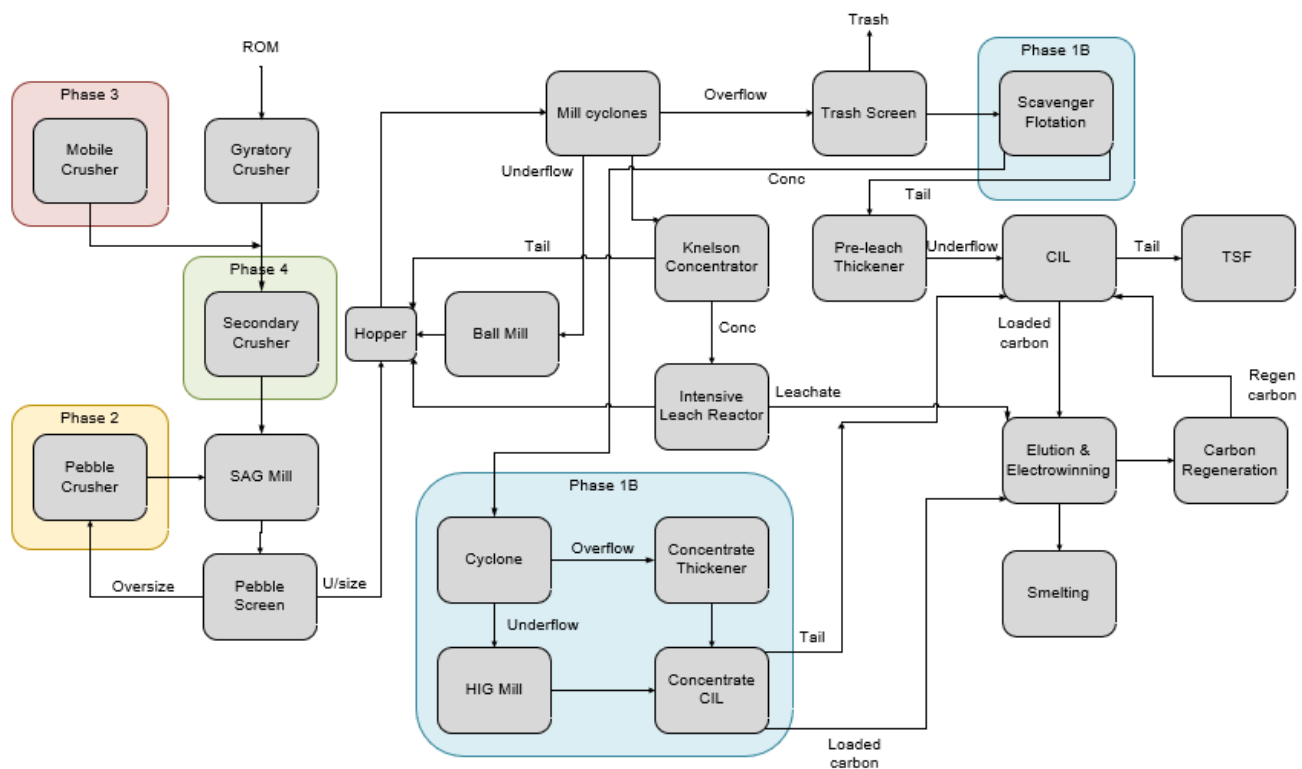 Trash
ROM
Phase 1B
Phase 3
Mill cyclones
Overflow
Trash Screen
Scavenger
Flotation
Mobile
Crusher
Gyratory
Crusher
Underflow
Conc
Tail
Phase 4
Tail
Knelson
Concentrator
Pre-leach
Thickener
Underflow
CIL
Tail
TSF
Secondary
Crusher
Hopper
Ball Mill
Conc
Loaded
carbon
Intensive
Leach Reactor
Leachate
Regen
carbon
Phase 2
Pebble
Crusher
SAG Mill
Elution &
Electrowinning
Carbon
Regeneration
Phase 1B
Cyclone
Overflow
Concentrate
Thickener
Oversize
Pebble
Screen
U/size
Smelting
Underflow
Tail
HIG Mill
Concentrate
CIL
Loaded
carbon